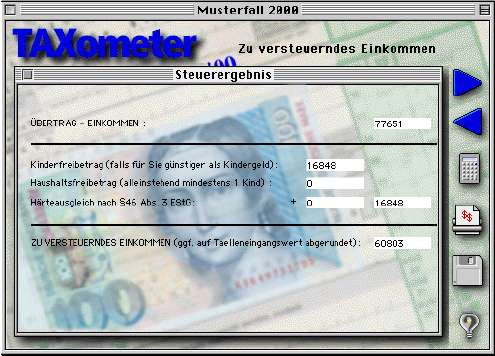 Musterfall 2000
TAXometer
Zu versteuerndes Einkommen
Steuerergebnis
ÜBERTRAG - EINKOMMEN : 77651
Kinderfreibetrag (falls für Sie günstiger als Kindergeld): 16848
Haushaltsfreibetrag (alleinstehend mindestens 1 Kind) : 0
Härteausgleich nach §46 Abs. 3 EStG: + 0 16848
ZU VERSTEUERNDES EINKOMMEN (ggf. auf Taelleneingangswert abgerundet): 60803
100